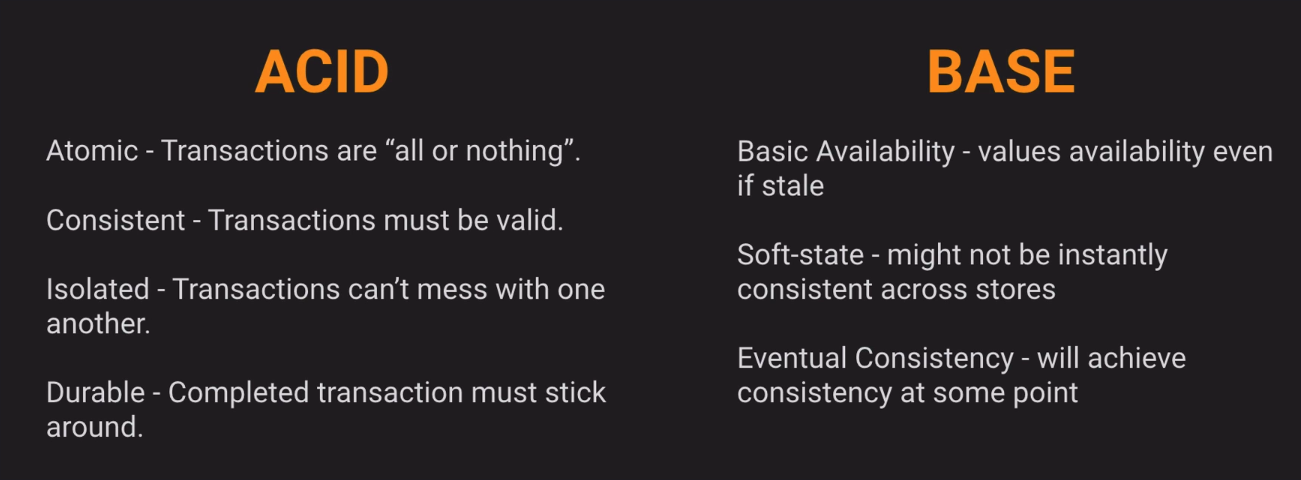 ACID
Atomic - Transactions are “all or nothing”.
Consistent - Transactions must be valid.
Isolated - Transactions can’t mess with one
another.
Durable - Completed transaction must stick
around.
BASE
Basic Availability - values availability even
if stale
Soft-state - might not be instantly
consistent across stores
Eventual Consistency - will achieve
consistency at some point